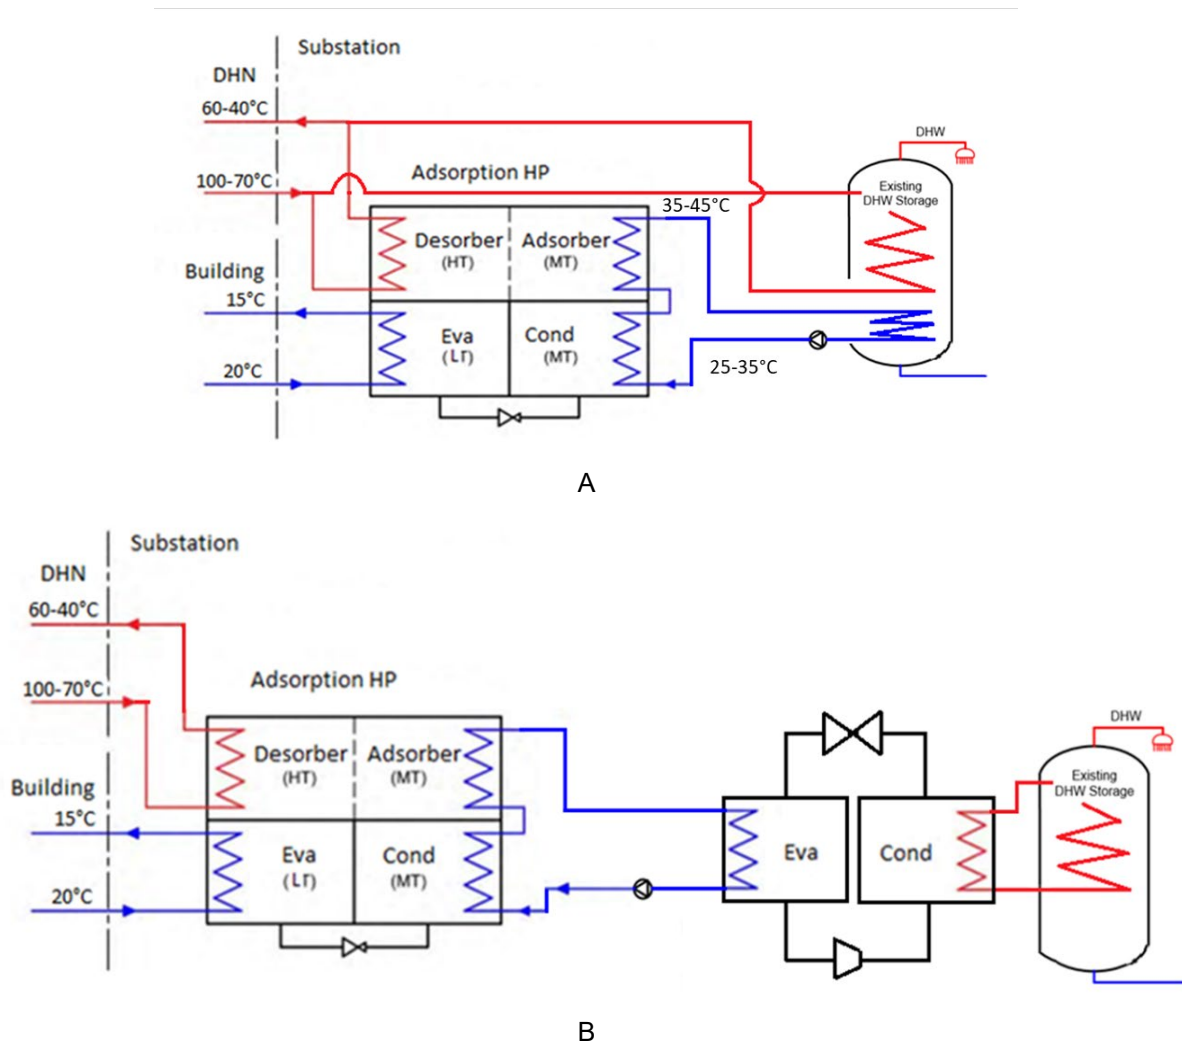 Substation
DHN
60-40°C
DHW
100-70°C
Adsorption HP
Existing
DHW Storage
35-45°C
Desorber
(HT)
Adsorber
(MT)
Building
15°C
Eva
(LT)
Cond
(MT)
20°C
25-35°C
A
Substation
DHN
60-40°C
Adsorption HP
100-70°C
DHW
Desorber
(HT)
Adsorber
(MT)
Existing
DHW Storage
Building
15°C
Eva
(LT)
Cond
(MT)
Eva
Cond
20°C
B